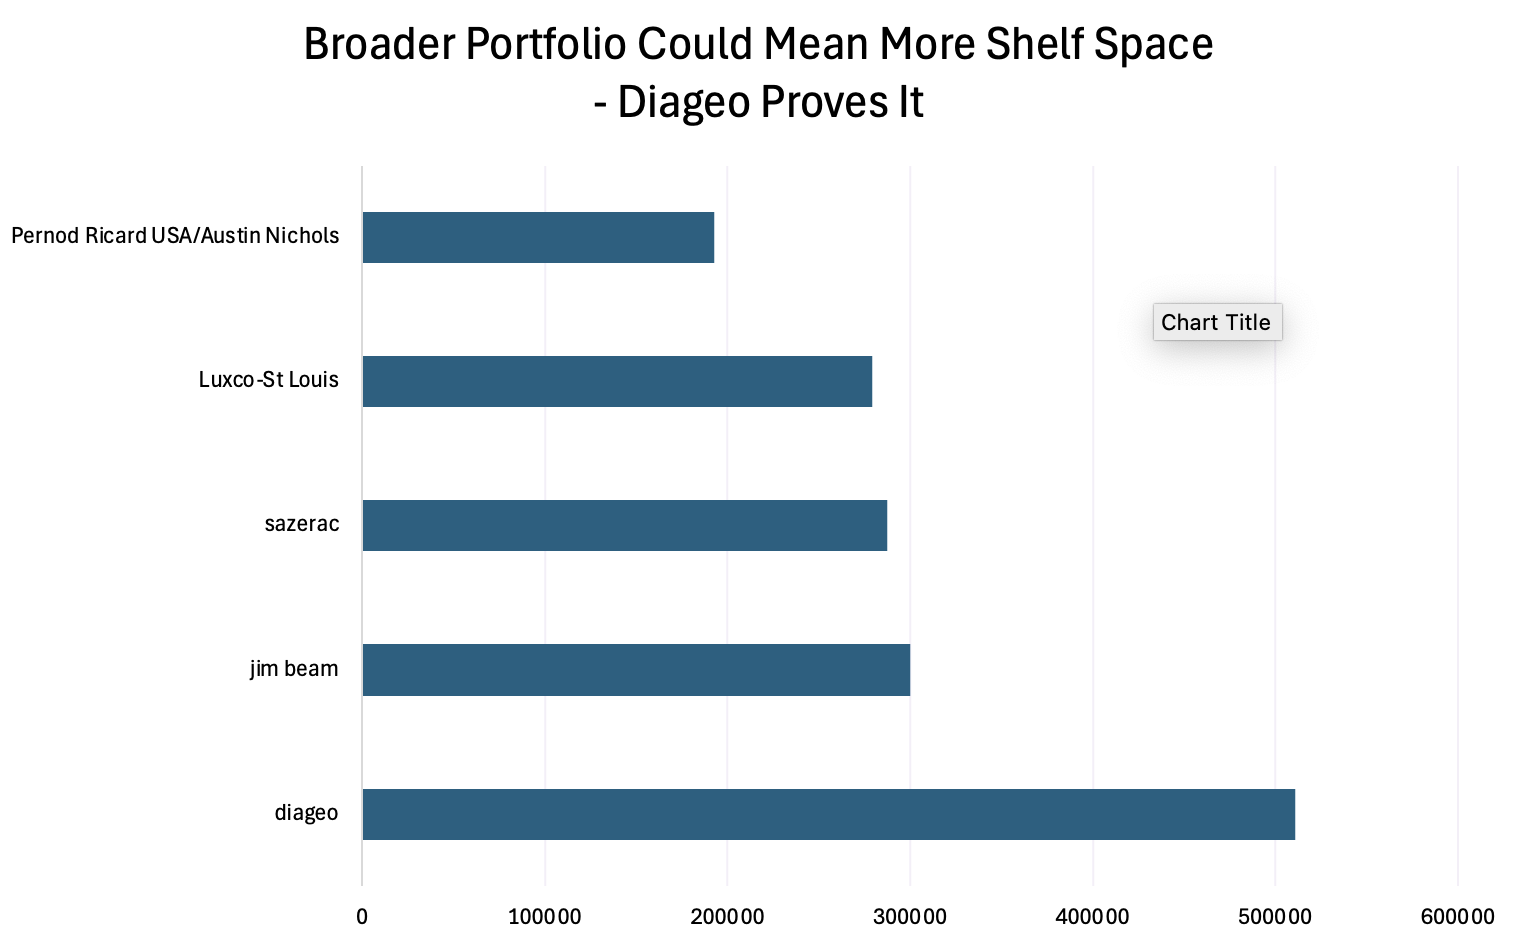 Broader Portfolio Could Mean More Shelf Space
- Diageo Proves It
Pernod Ricard USA/Austin Nichols
Chart Title
Luxco-St Louis
sazerac
jim beam
diageo
0 100000 200000 300000 400000 500000 600000